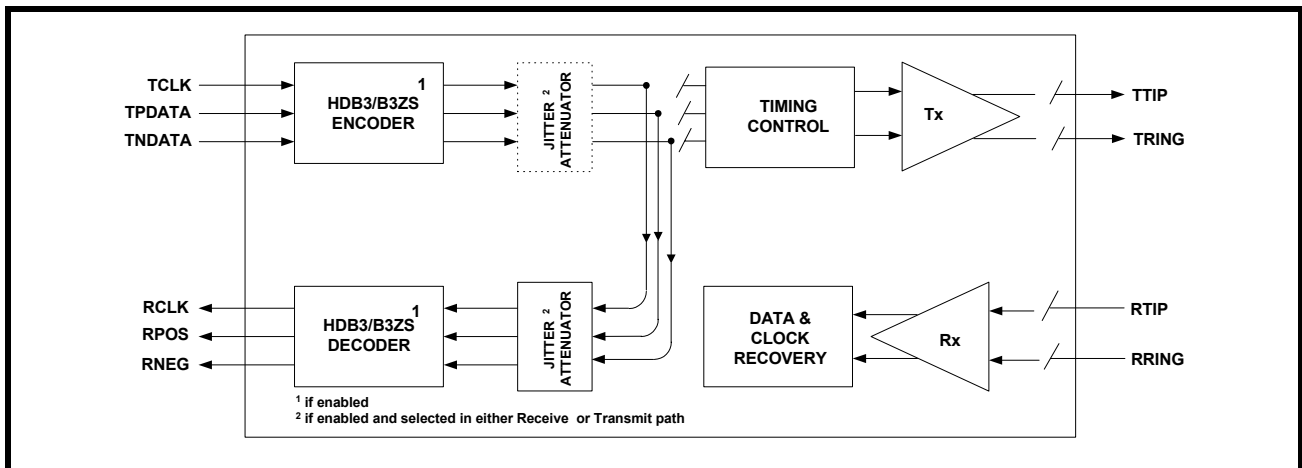 TCLK
TPDATA
TNDATA
HDB3/B3ZS 1
ENCODER
JITTER 2
ATTENUATOR
TIMING
CONTROL
Tx
TTIP
TRING
RCLK
RPOS
RNEG
HDB3/B3ZS 1
DECODER
JITTER 2
ATTENUATOR
DATA &
CLOCK
RECOVERY
Rx
RTIP
RRING
1 if enabled
2 if enabled and selected in either Receive or Transmit path